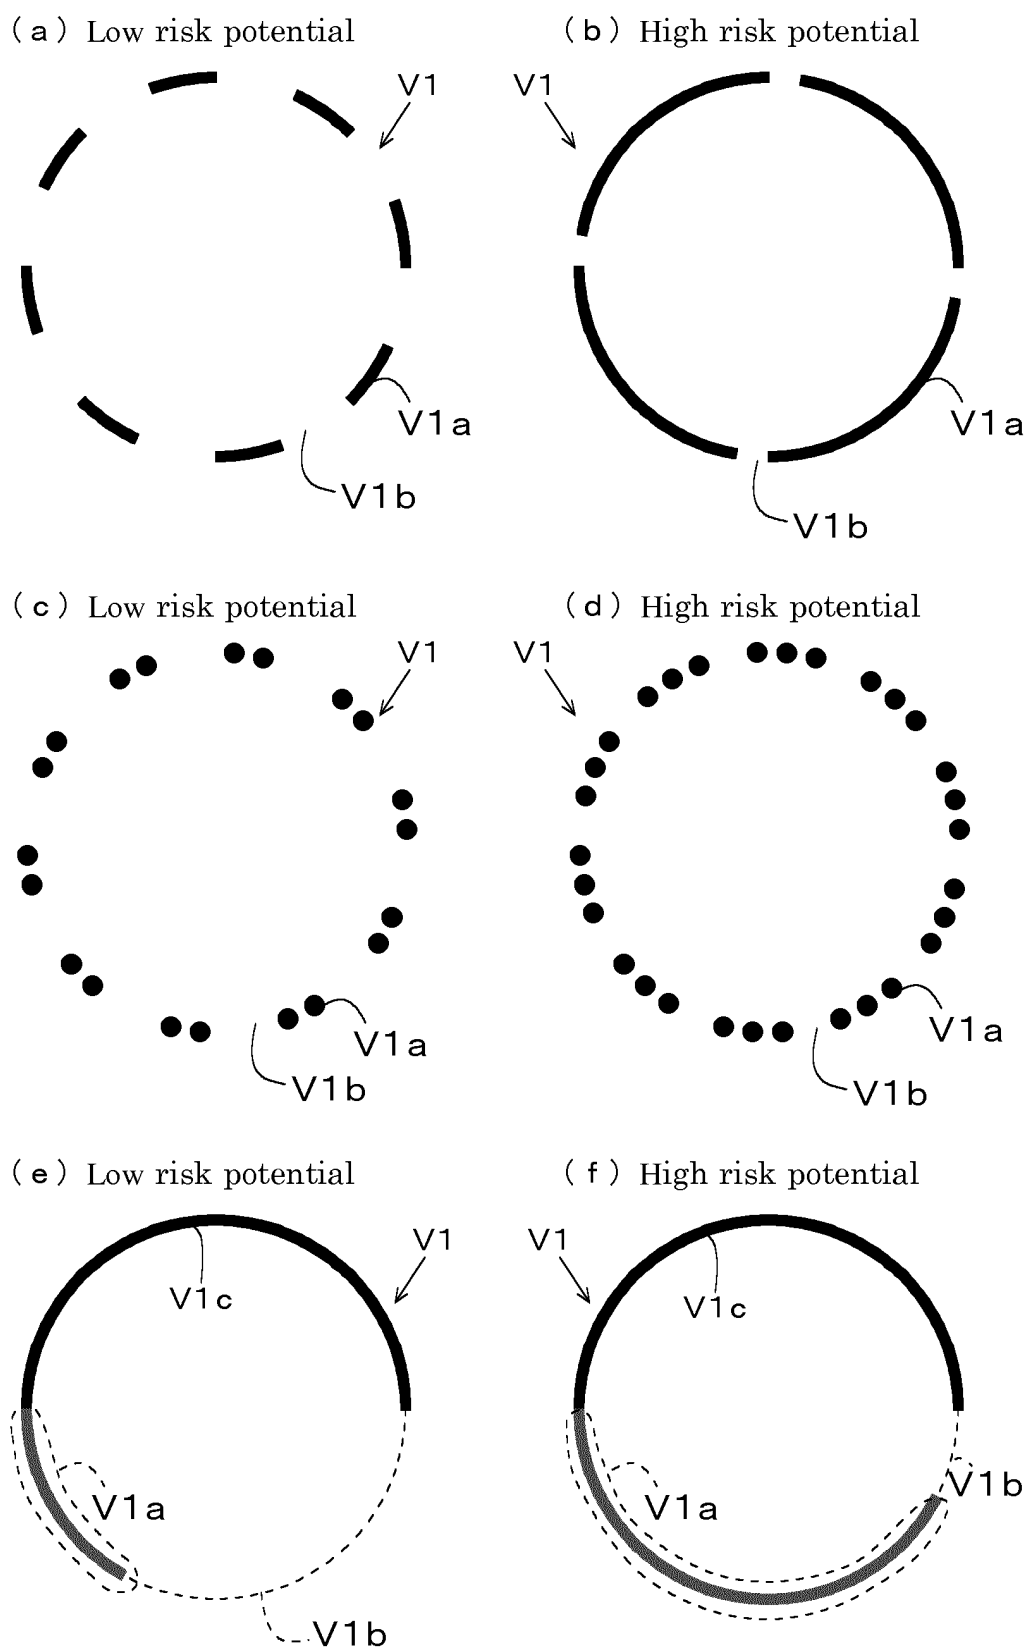 (a) Low risk potential
(b) High risk potential
V1
V1
V1a
V1a
V1b
V1b
(c) Low risk potential
(d) High risk potential
V1
V1
V1a
V1a
V1b
V1b
(e) Low risk potential
(f) High risk potential
V1
V1
V1c
V1c
V1a
V1a
V1b
V1b